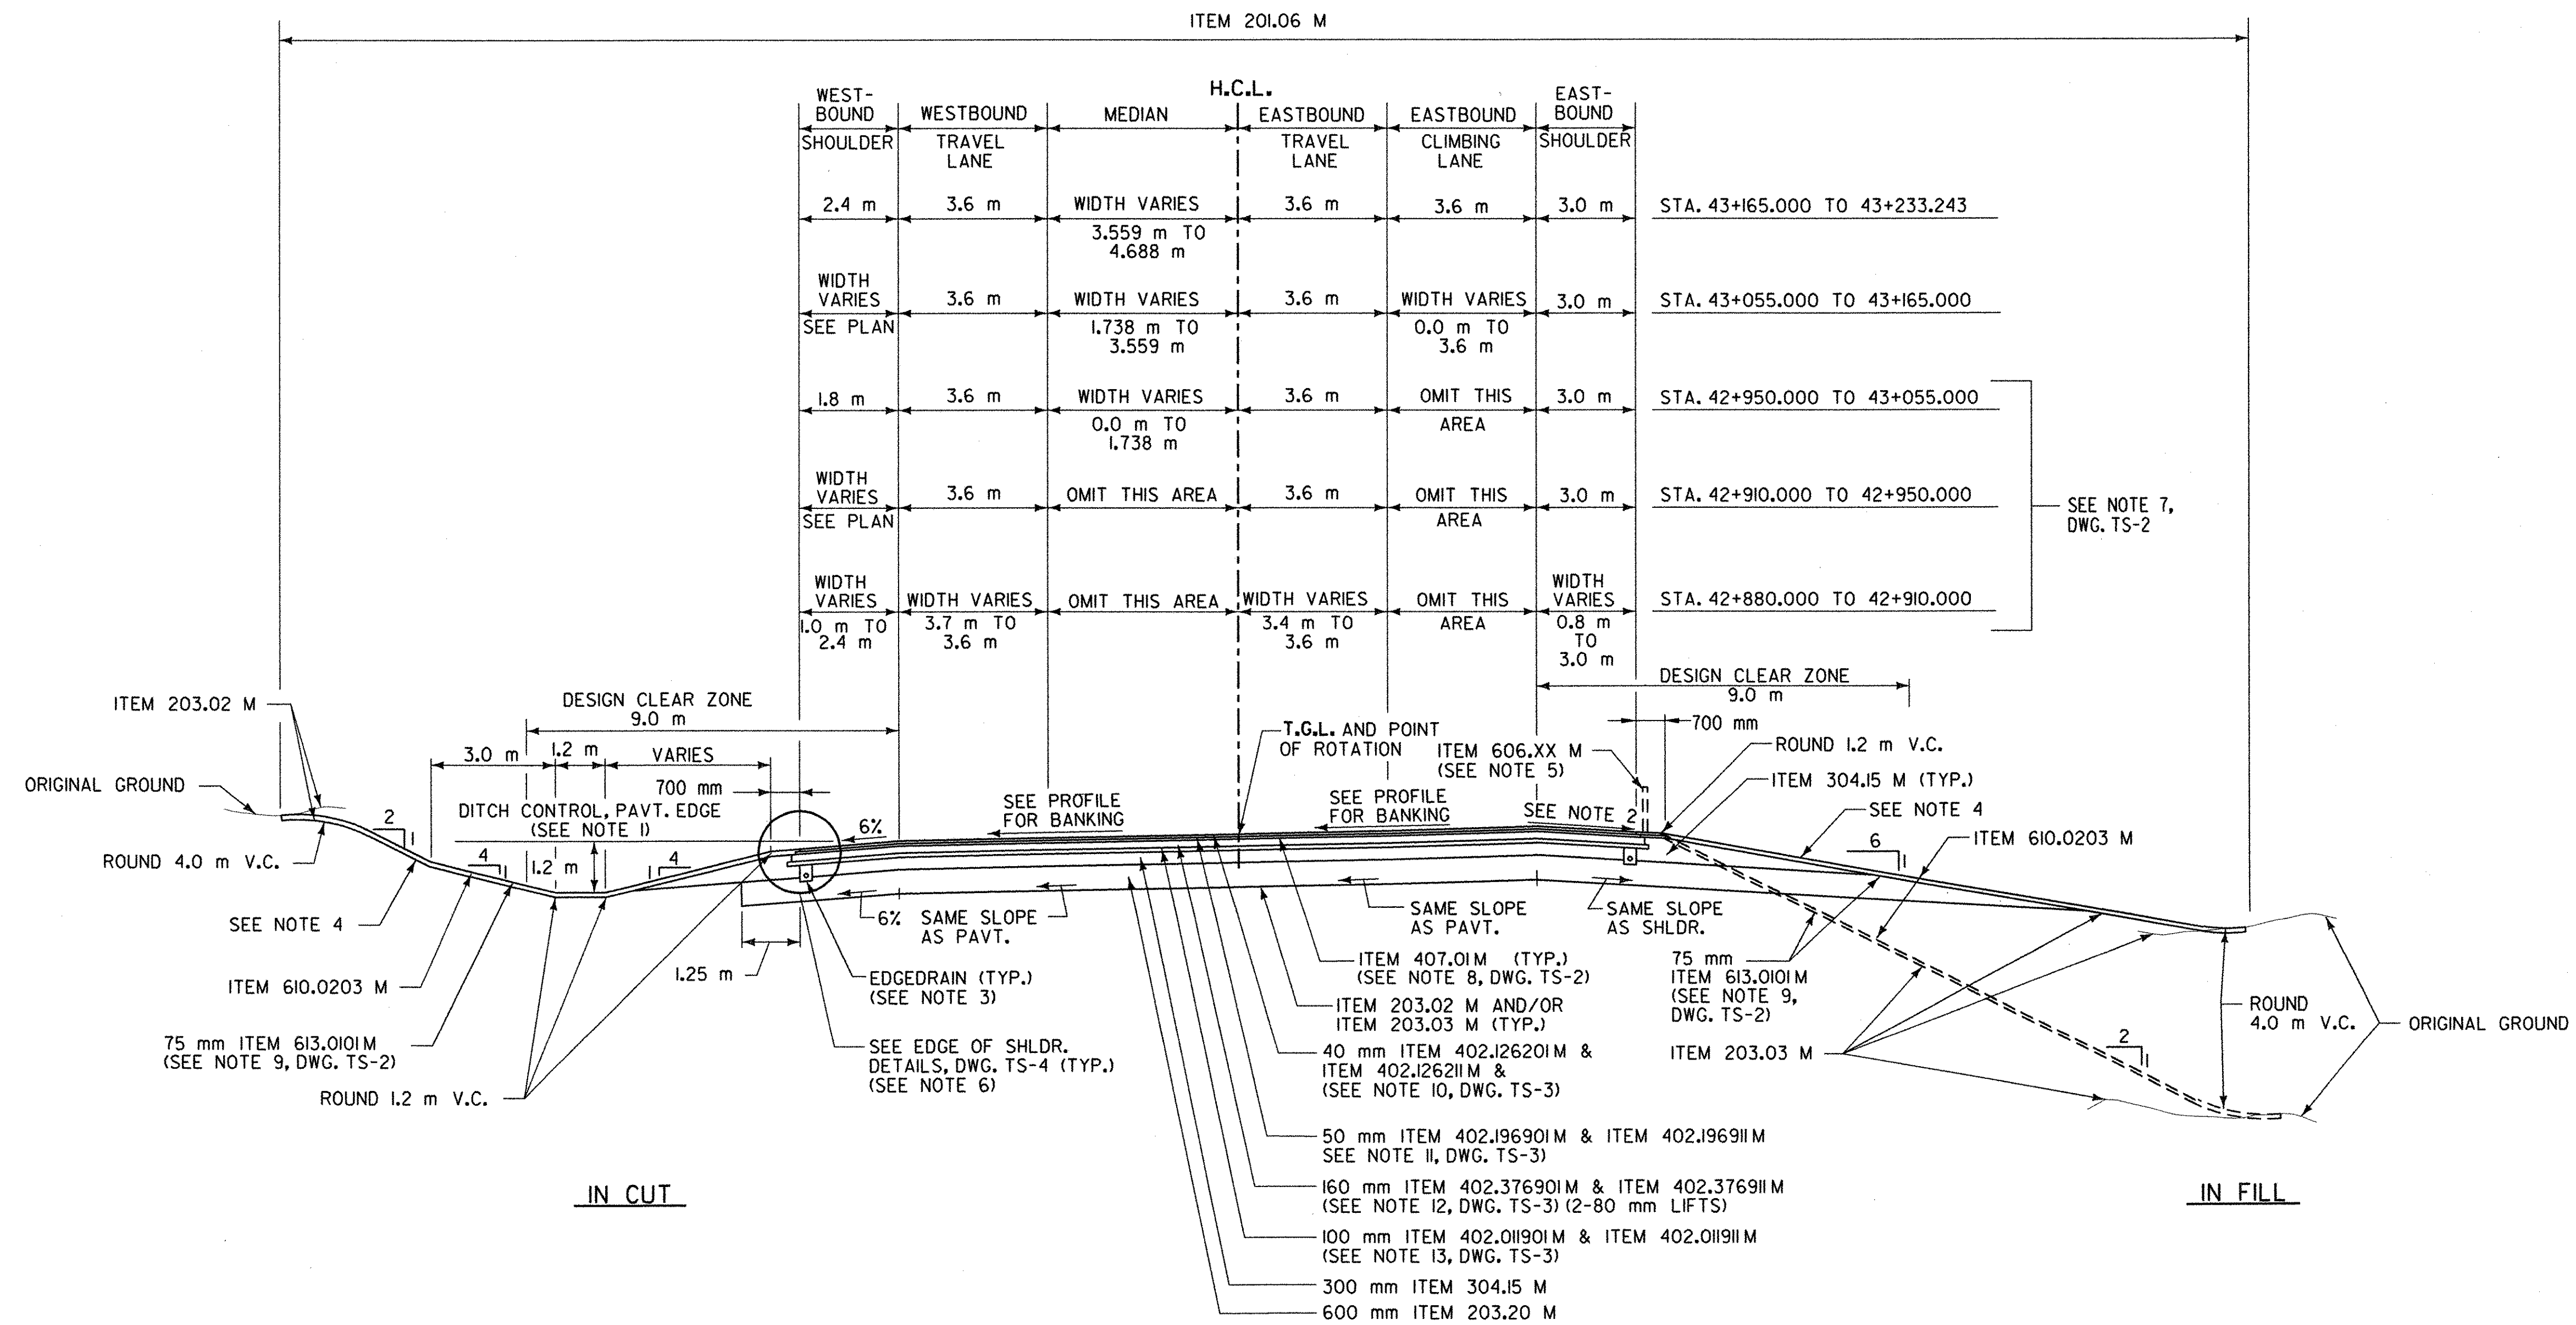 ITEM 201.06 M
H.C.L.
WEST-
BOUND
SHOULDER
WESTBOUND
TRAVEL
LANE
MEDIAN
EASTBOUND
TRAVEL
LANE
EASTBOUND
CLIMBING
LANE
EAST-
BOUND
SHOULDER
2.4 m
3.6 m
WIDTH VARIES
3.559 m TO
4.688 m
3.6 m
3.6 m
3.0 m
STA. 43+165.000 TO 43+233.243
WIDTH
VARIES
SEE PLAN
3.6 m
WIDTH VARIES
1.738 m TO
3.559 m
3.6 m
WIDTH VARIES
0.0 m TO
3.6 m
3.0 m
STA. 43+055.000 TO 43+165.000
1.8 m
3.6 m
WIDTH VARIES
0.0 m TO
1.738 m
3.6 m
OMIT THIS
AREA
3.0 m
STA. 42+950.000 TO 43+055.000
WIDTH
VARIES
SEE PLAN
3.6 m
OMIT THIS AREA
3.6 m
OMIT THIS
AREA
3.0 m
STA. 42+910.000 TO 42+950.000
SEE NOTE 7,
DWG. TS-2
WIDTH
VARIES
1.0 m TO
2.4 m
WIDTH VARIES
3.7 m TO
3.6 m
OMIT THIS AREA
WIDTH VARIES
3.4 m TO
3.6 m
OMIT THIS
AREA
WIDTH
VARIES
0.8 m
TO
3.0 m
STA. 42+880.000 TO 42+910.000
DESIGN CLEAR ZONE
9.0 m
ITEM 203.02 M
DESIGN CLEAR ZONE
9.0 m
3.0 m
1.2 m
VARIES
700 mm
T.G.L. AND POINT
OF ROTATION
ITEM 606.XX M
(SEE NOTE 5)
700 mm
ROUND 1.2 m V.C.
ITEM 304.15 M (TYP.)
SEE NOTE 4
ITEM 610.0203 M
ORIGINAL GROUND
DITCH CONTROL, PAVT. EDGE
(SEE NOTE 1)
6%
SEE PROFILE
FOR BANKING
SEE PROFILE
FOR BANKING
SEE NOTE 2
2
1
4
1
1.2 m
4
1
6
1
ROUND 4.0 m V.C.
SEE NOTE 4
ITEM 610.0203 M
75 mm ITEM 613.0101 M
(SEE NOTE 9, DWG. TS-2)
ROUND 1.2 m V.C.
1.25 m
6%
SAME SLOPE
AS PAVT.
EDGEDRAIN (TYP.)
(SEE NOTE 3)
SEE EDGE OF SHLDR.
DETAILS, DWG. TS-4 (TYP.)
(SEE NOTE 6)
SAME SLOPE
AS PAVT.
SAME SLOPE
AS SHLDR.
ITEM 407.01 M (TYP.)
(SEE NOTE 8, DWG. TS-2)
ITEM 203.02 M AND/OR
ITEM 203.03 M (TYP.)
40 mm ITEM 402.126201 M &
ITEM 402.126211 M &
(SEE NOTE 10, DWG. TS-3)
50 mm ITEM 402.196901 M & ITEM 402.196911 M
SEE NOTE 11, DWG. TS-3)
160 mm ITEM 402.376901 M & ITEM 402.376911 M
(SEE NOTE 12, DWG. TS-3) (2-80 mm LIFTS)
100 mm ITEM 402.011901 M & ITEM 402.011911 M
(SEE NOTE 13, DWG. TS-3)
300 mm ITEM 304.15 M
600 mm ITEM 203.20 M
75 mm
ITEM 613.0101 M
(SEE NOTE 9,
DWG. TS-2)
ITEM 203.03 M
2
1
ROUND
4.0 m V.C.
ORIGINAL GROUND
IN CUT
IN FILL